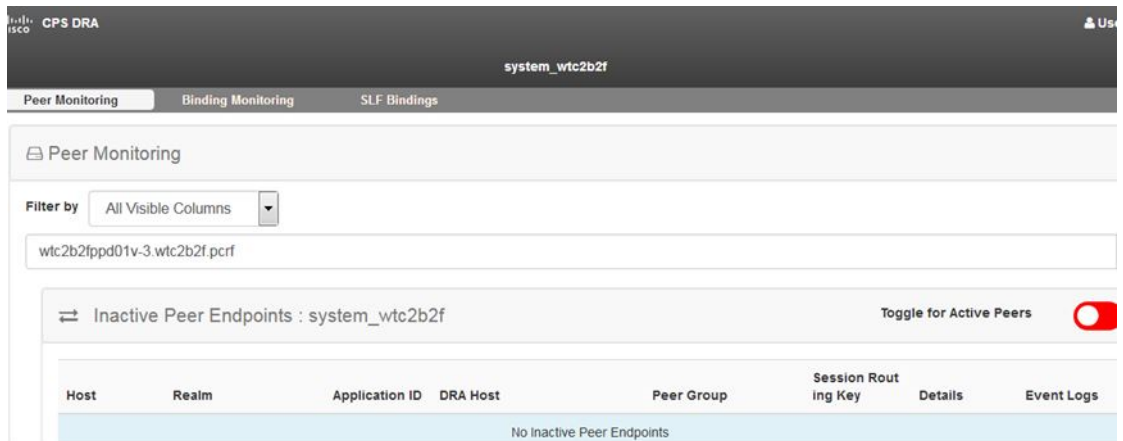 CPS DRA
system_wtc2b2f
Peer Monitoring Binding Monitoring SLF Bindings
Peer Monitoring
Filter by All Visible Columns
wtc2b2fppd01v-3.wtc2b2f.pcrf
Inactive Peer Endpoints : system_wtc2b2f Toggle for Active Peers
Host Realm Application ID DRA Host Peer Group Session Rout
ing Key Details Event Logs
No Inactive Peer Endpoints